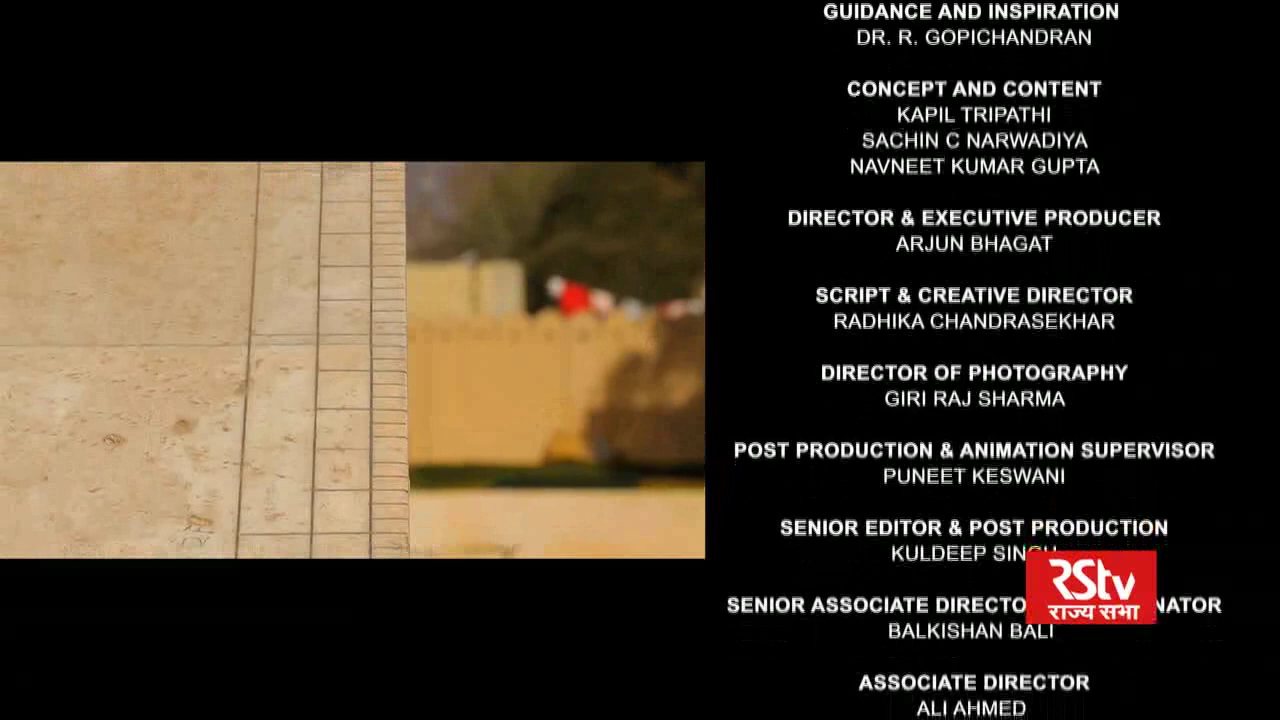 GUIDANCE AND INSPIRATION
DR. R. GOPICHANDRAN
CONCEPT AND CONTENT
KAPIL TRIPATHI
SACHIN C NARWADIYA
NAVNEET KUMAR GUPTA
DIRECTOR & EXECUTIVE PRODUCER
ARJUN BHAGAT
SCRIPT & CREATIVE DIRECTOR
RADHIKA CHANDRASEKHAR
DIRECTOR OF PHOTOGRAPHY
GIRI RAJ SHARMA
POST PRODUCTION & ANIMATION SUPERVISOR
PUNEET KESWANI
SENIOR EDITOR & POST PRODUCTION
KULDEEP
SENIOR ASSOCIATE
BALKISHAN BALI
ASSOCIATE DIRECTOR
ALI AHMED
RStv
राज्य सभा